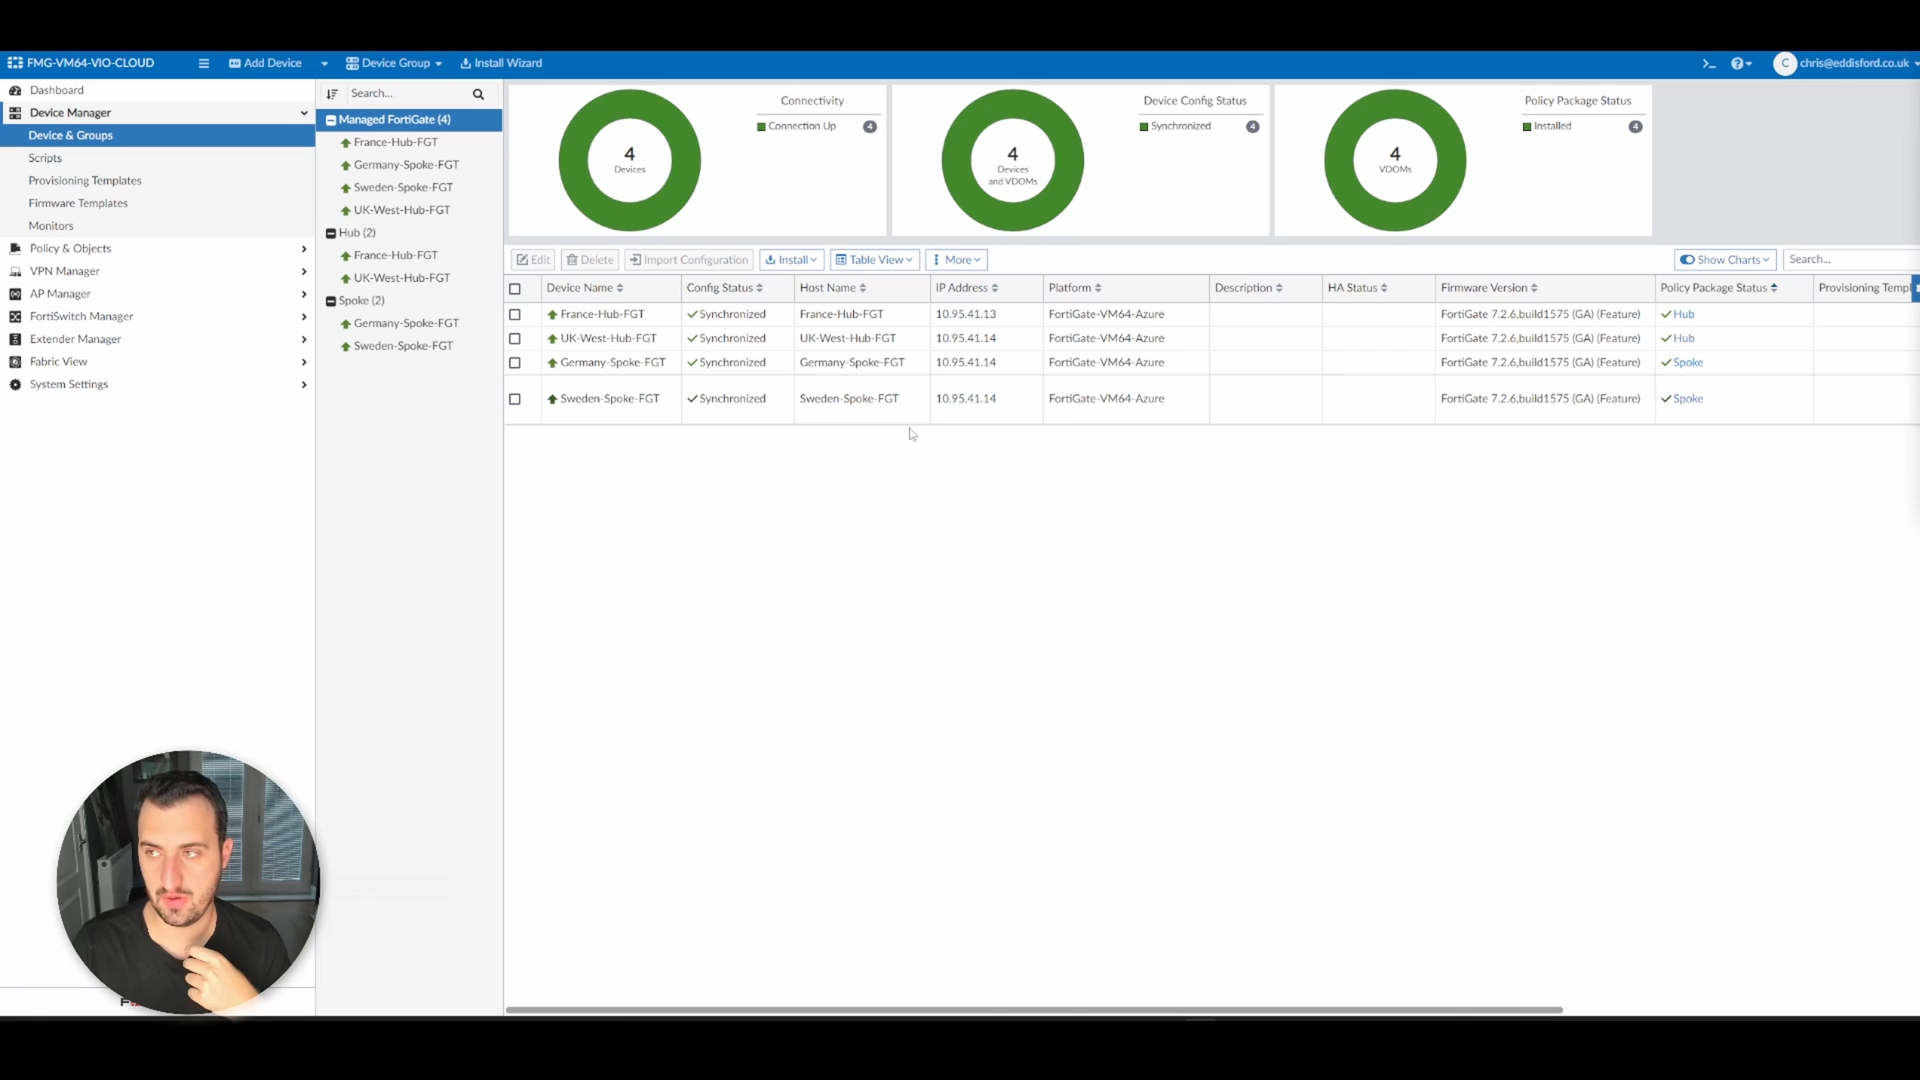 FMG-VM64-VIO-CLOUD
Add Device
Device Group
Install Wizard
>_
?
C
chris@eddisford.co.uk
Dashboard
Device Manager
Device & Groups
Scripts
Provisioning Templates
Firmware Templates
Monitors
Policy & Objects
VPN Manager
AP Manager
FortiSwitch Manager
Extender Manager
Fabric View
System Settings
Search...
Managed FortiGate (4)
France-Hub-FGT
Germany-Spoke-FGT
Sweden-Spoke-FGT
UK-West-Hub-FGT
Hub (2)
France-Hub-FGT
UK-West-Hub-FGT
Spoke (2)
Germany-Spoke-FGT
Sweden-Spoke-FGT
4
Devices
Connectivity
Connection Up 4
4
Devices
and VDOMs
Device Config Status
Synchronized 4
4
VDOMs
Policy Package Status
Installed 4
Edit Delete Import Configuration Install Table View More Show Charts Search...
Device Name Config Status Host Name IP Address Platform Description HA Status Firmware Version Policy Package Status Provisioning Templ
France-Hub-FGT Synchronized France-Hub-FGT 10.95.41.13 FortiGate-VM64-Azure FortiGate 7.2.6,build1575 (GA) (Feature) Hub
UK-West-Hub-FGT Synchronized UK-West-Hub-FGT 10.95.41.14 FortiGate-VM64-Azure FortiGate 7.2.6,build1575 (GA) (Feature) Hub
Germany-Spoke-FGT Synchronized Germany-Spoke-FGT 10.95.41.14 FortiGate-VM64-Azure FortiGate 7.2.6,build1575 (GA) (Feature) Spoke
Sweden-Spoke-FGT Synchronized Sweden-Spoke-FGT 10.95.41.14 FortiGate-VM64-Azure FortiGate 7.2.6,build1575 (GA) (Feature) Spoke